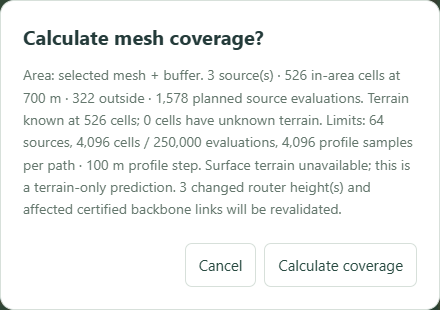 Calculate mesh coverage?
Area: selected mesh + buffer. 3 source(s) · 526 in-area cells at
700 m · 322 outside · 1,578 planned source evaluations. Terrain
known at 526 cells; 0 cells have unknown terrain. Limits: 64
sources, 4,096 cells / 250,000 evaluations, 4,096 profile samples
per path · 100 m profile step. Surface terrain unavailable; this is
a terrain-only prediction. 3 changed router height(s) and
affected certified backbone links will be revalidated.
Cancel
Calculate coverage